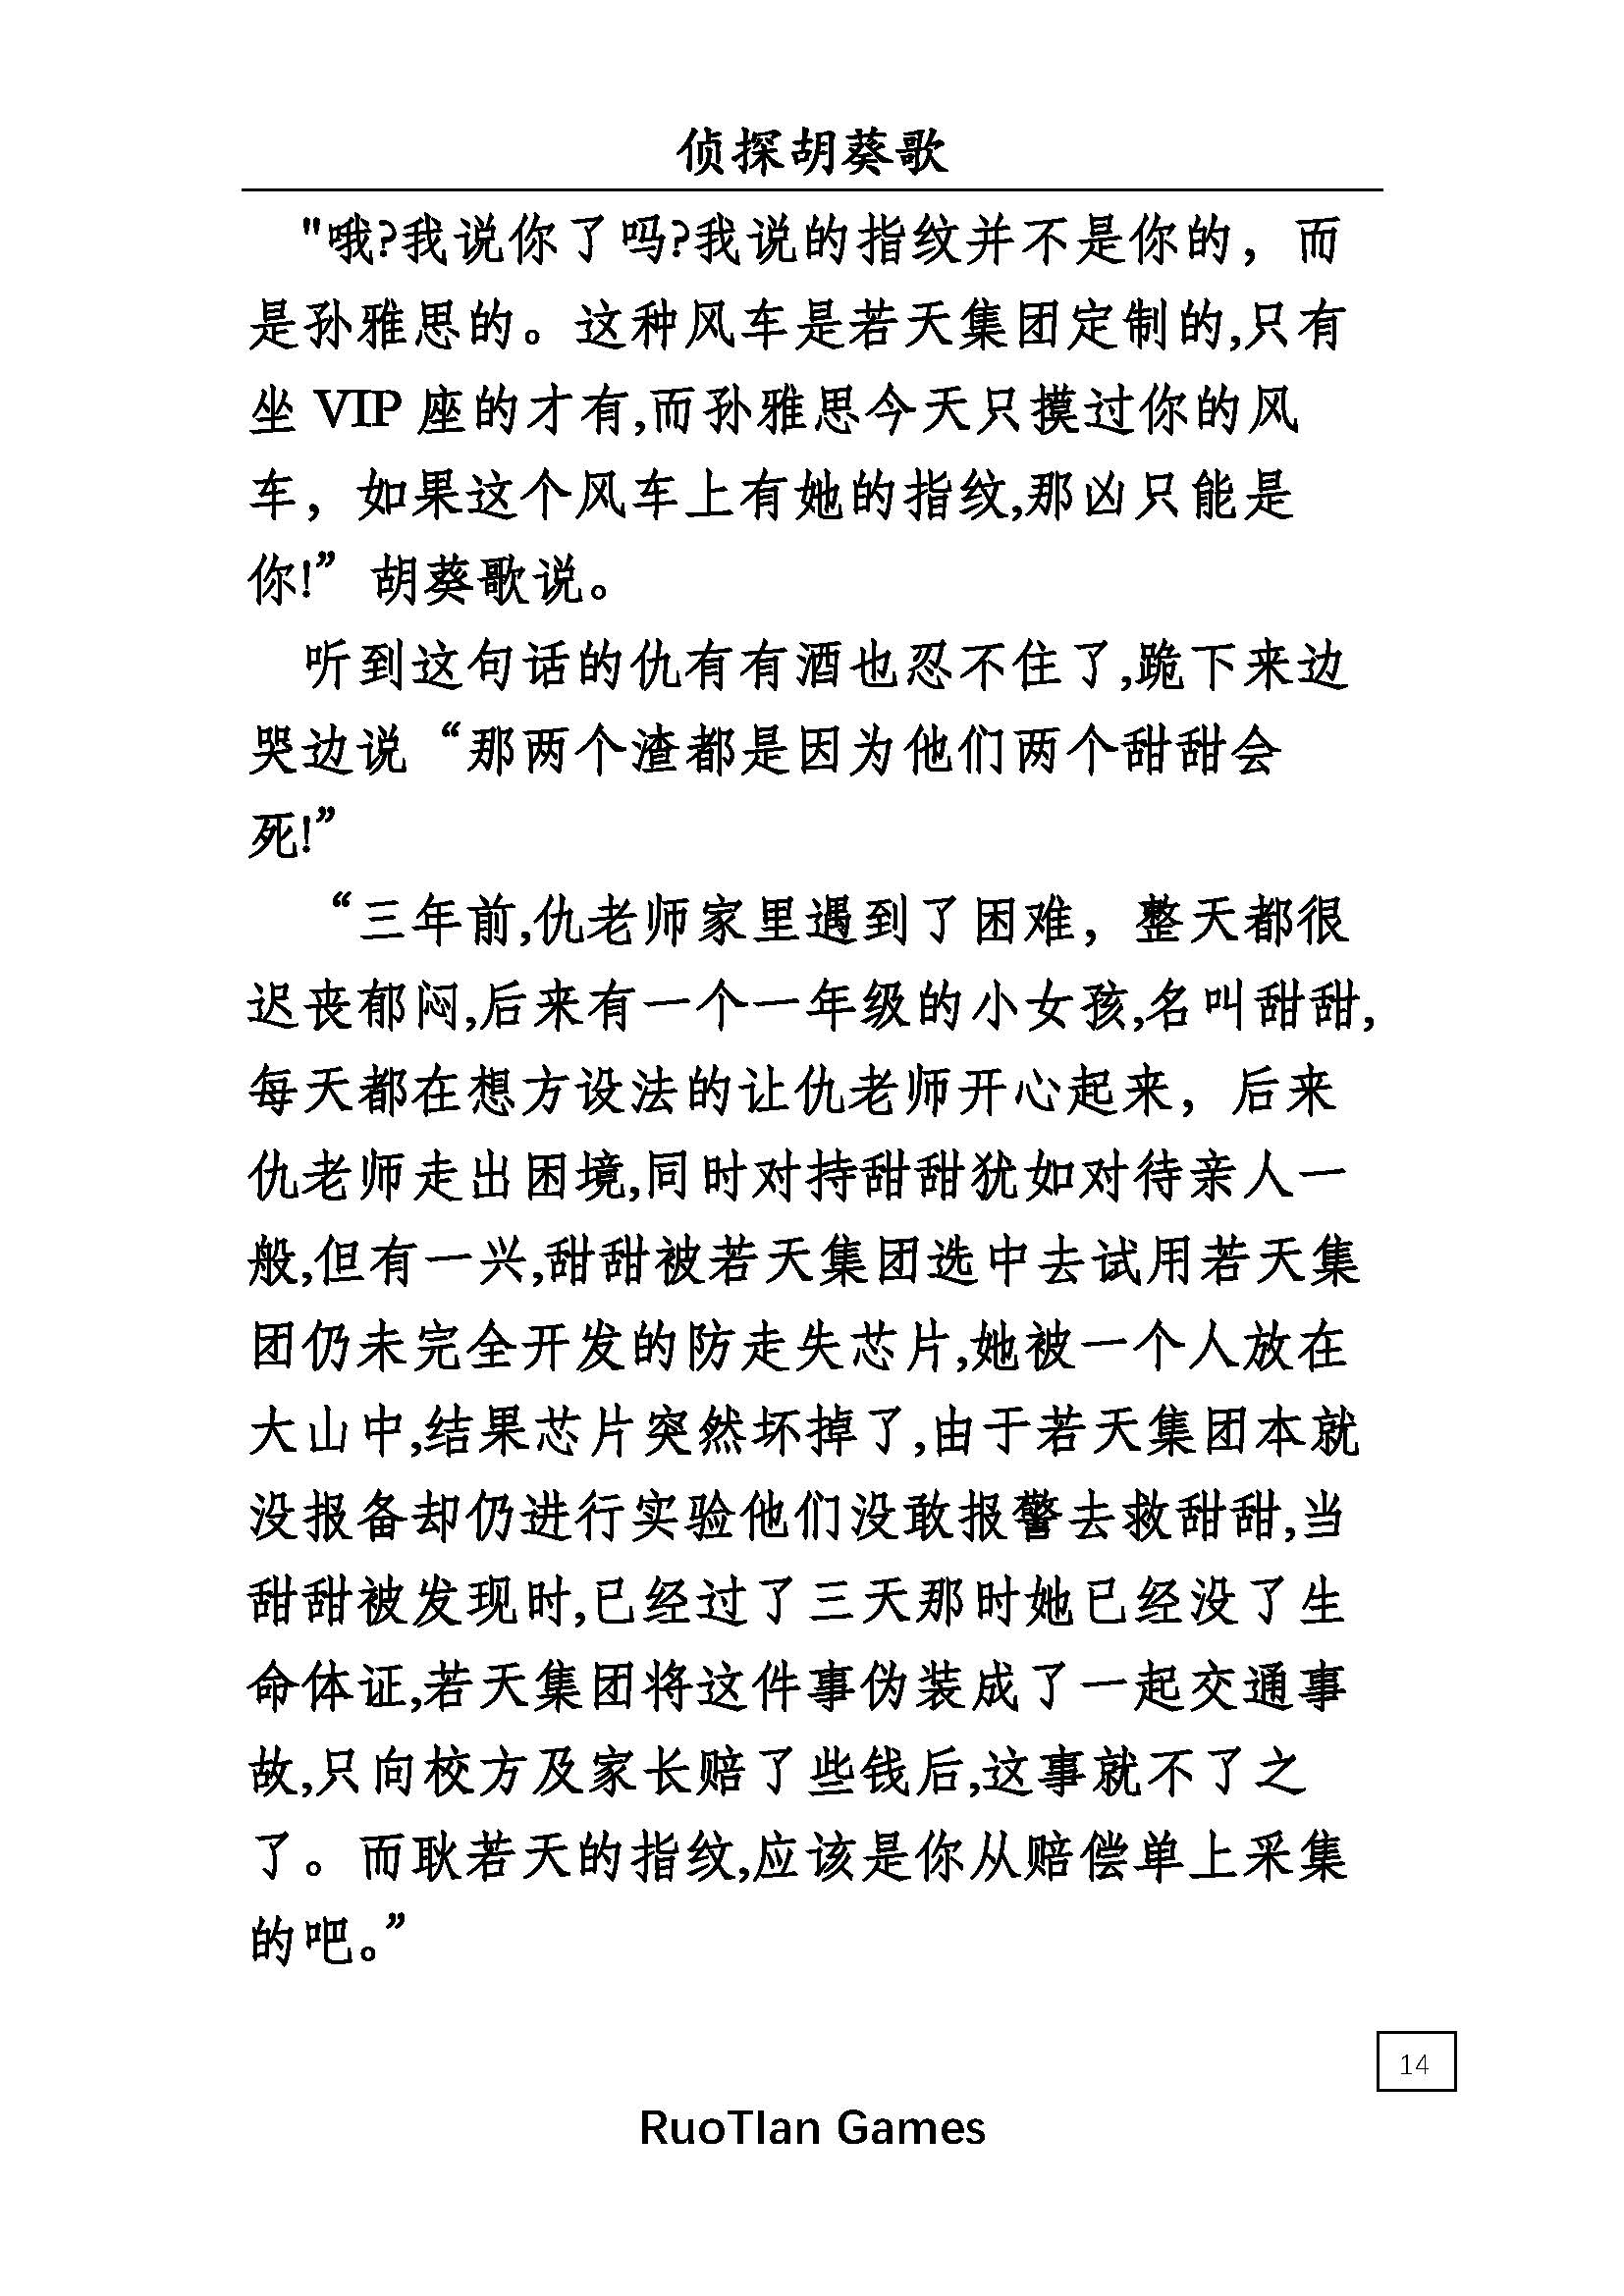 侦探胡葵歌
"哦?我说你了吗?我说的指纹并不是你的，而
是孙雅思的。这种风车是若天集团定制的,只有
坐 VIP 座的才有,而孙雅思今天只摸过你的风
车，如果这个风车上有她的指纹,那凶只能是
你!”胡葵歌说。
听到这句话的仇有有酒也忍不住了,跪下来边
哭边说“那两个渣都是因为他们两个甜甜会
死!”
“三年前,仇老师家里遇到了困难，整天都很
迟丧郁闷,后来有一个一年级的小女孩,名叫甜甜,
每天都在想方设法的让仇老师开心起来，后来
仇老师走出困境,同时对持甜甜犹如对待亲人一
般,但有一兴,甜甜被若天集团选中去试用若天集
团仍未完全开发的防走失芯片,她被一个人放在
大山中,结果芯片突然坏掉了,由于若天集团本就
没报备却仍进行实验他们没敢报警去救甜甜,当
甜甜被发现时,已经过了三天那时她已经没了生
命体证,若天集团将这件事伪装成了一起交通事
故,只向校方及家长赔了些钱后,这事就不了之
了。而耿若天的指纹,应该是你从赔偿单上采集
的吧。”
14
RuoTIan Games